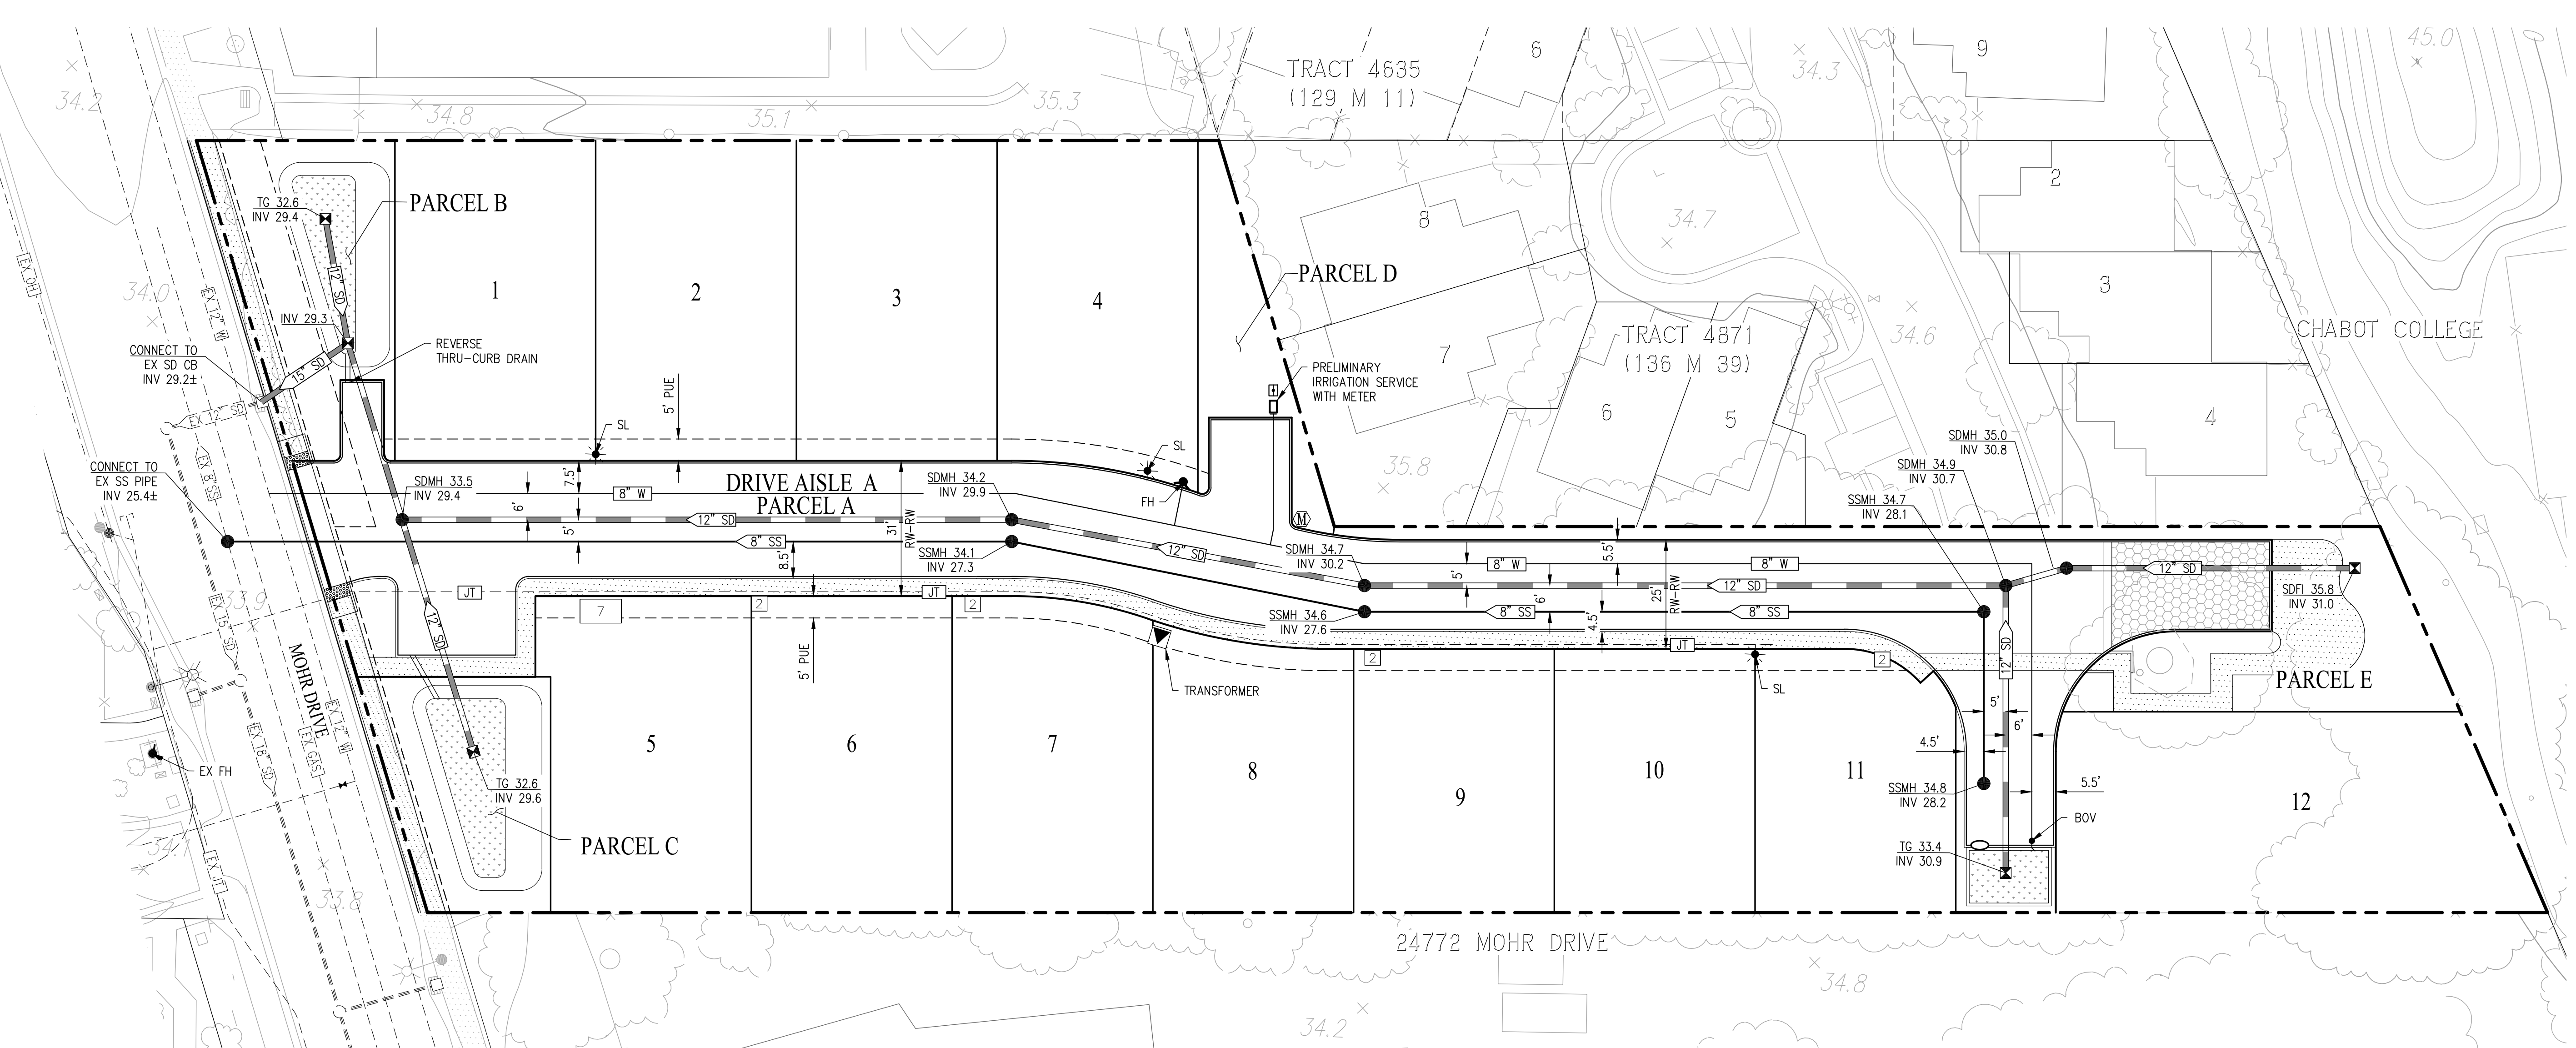 45.0
34.2
34.8
35.1
35.3
TRACT 4635
(129 M 11)
6
34.3
9
TG 32.6
INV 29.4
PARCEL B
1
2
3
4
PARCEL D
8
34.7
2
3
12" SD
34.0
EX OH
EX 12" W
INV 29.3
CONNECT TO
EX SD CB
INV 29.2±
15" SD
REVERSE
THRU-CURB DRAIN
EX 12" SD
5' PUE
PRELIMINARY
IRRIGATION SERVICE
WITH METER
7
TRACT 4871
(136 M 39)
6
5
34.6
CHABOT COLLEGE
4
SL
SL
35.8
CONNECT TO
EX SS PIPE
INV 25.4±
EX 8" SS
SDMH 33.5
INV 29.4
7.5'
6'
5'
8" W
DRIVE AISLE A
PARCEL A
12" SD
8" SS
8.5'
31'
RW-RW
SDMH 34.2
INV 29.9
SSMH 34.1
INV 27.3
FH
M
12" SD
SDMH 34.7
INV 30.2
SSMH 34.6
INV 27.6
8" W
8" W
5'
6'
5.5'
4.5'
25'
RW-RW
12" SD
8" SS
8" SS
SDMH 35.0
INV 30.8
SDMH 34.9
INV 30.7
SSMH 34.7
INV 28.1
12" SD
SDFI 35.8
INV 31.0
33.9
EX 15" SD
JT
JT
JT
7
2
2
2
2
12" SD
12" SD
5' PUE
TRANSFORMER
SL
PARCEL E
MOHR DRIVE
EX 12" W
EX GAS
EX 18" SD
EX FH
EX JT
34.1
33.8
TG 32.6
INV 29.6
PARCEL C
5
6
7
8
9
10
11
12
5'
6'
4.5'
5.5'
SSMH 34.8
INV 28.2
BOV
TG 33.4
INV 30.9
24772 MOHR DRIVE
34.2
34.8